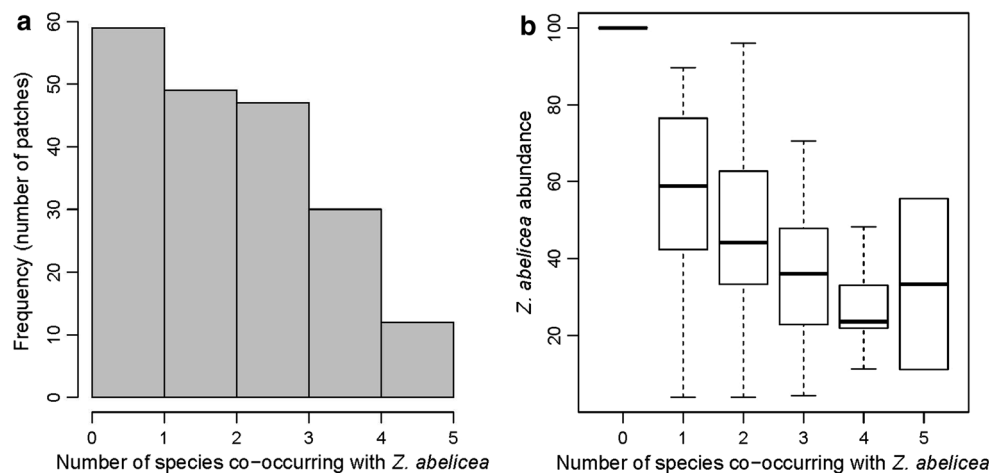 a
Frequency (number of patches)
60
50
40
30
20
10
0
0 1 2 3 4 5
Number of species co-occurring with Z. abelicea
b
Z. abelicea abundance
100
80
60
40
20
0 1 2 3 4 5
Number of species co-occurring with Z. abelicea